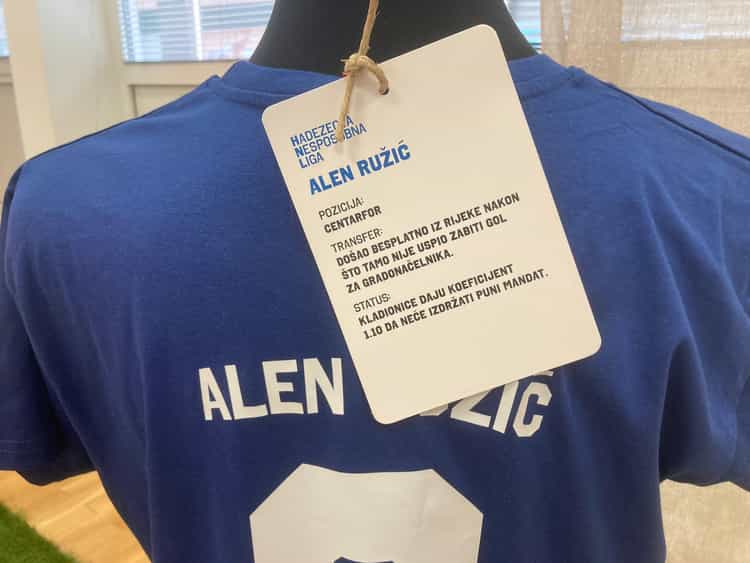 HADEZEOVA
NESPOSOBNA
LIGA
ALEN RUŽIĆ
POZICIJA:
CENTARFOR
TRANSFER:
DOŠAO BESPLATNO IZ RIJEKE NAKON
ŠTO TAMO NIJE USPIO ZABITI GOL
ZA GRADONAČELNIKA.
STATUS:
KLADIONICE DAJU KOEFICIJENT
1.10 DA NEĆE IZDRŽATI PUNI MANDAT.
ALEN RUŽIĆ